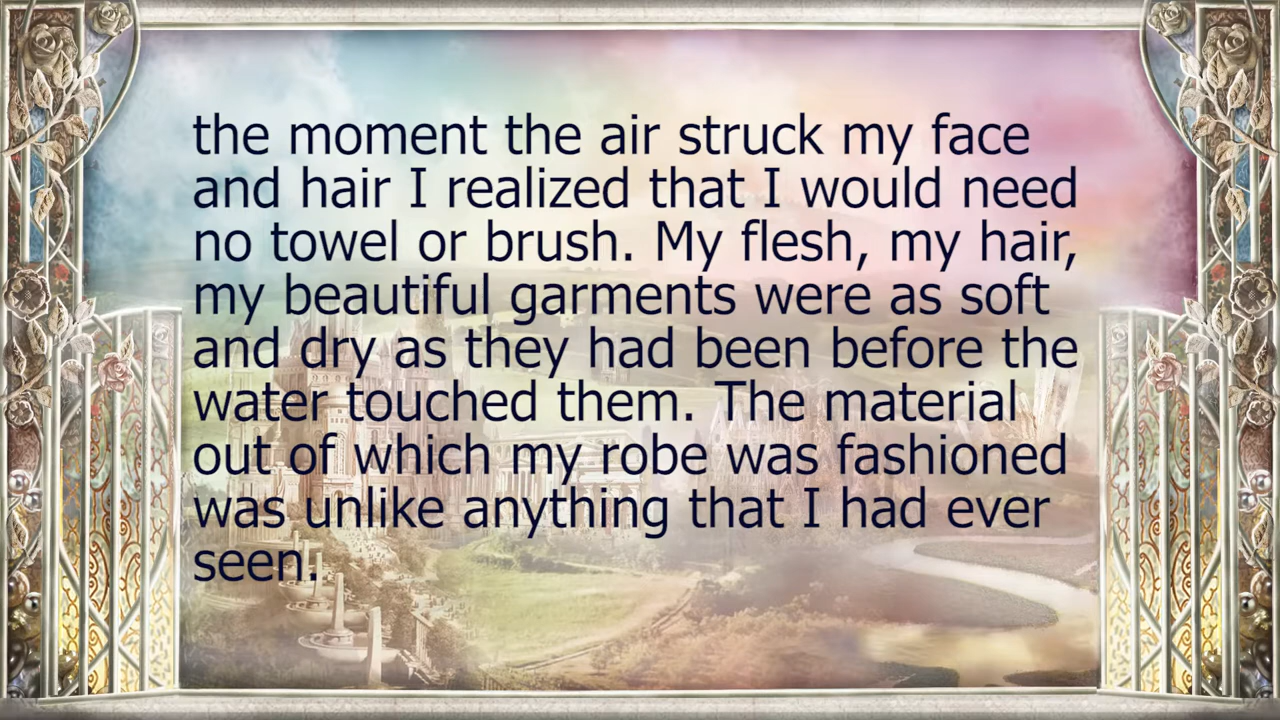 the moment the air struck my face
and hair I realized that I would need
no towel or brush. My flesh, my hair,
my beautiful garments were as soft
and dry as they had been before the
water touched them. The material
out of which my robe was fashioned
was unlike anything that I had ever
seen.